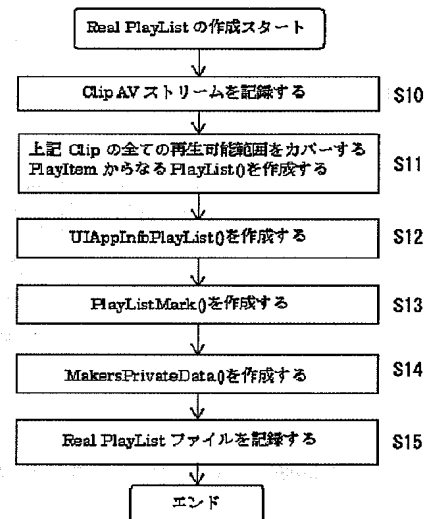 Real PlayList の作成スタート
Clip AV ストリームを記録する
S10
上記 Clip の全ての再生可能範囲をカバーする
PlayItem からなる PlayList()を作成する
S11
UIAppInfoPlayList()を作成する
S12
PlayListMark()を作成する
S13
MakersPrivateData()を作成する
S14
Real PlayList ファイルを記録する
S15
エンド